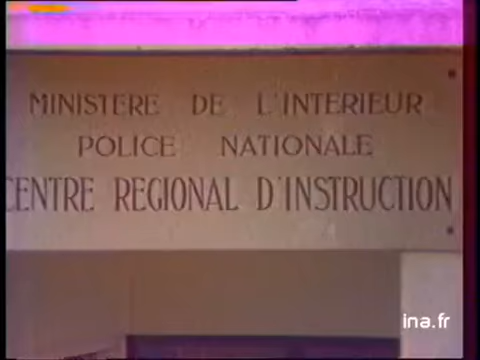 MINISTERE DE L'INTERIEUR
POLICE NATIONALE
CENTRE REGIONAL D'INSTRUCTION
ina.fr